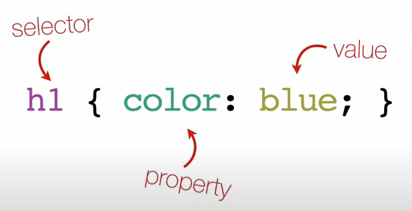 selector
value
h1 { color: blue; }
property